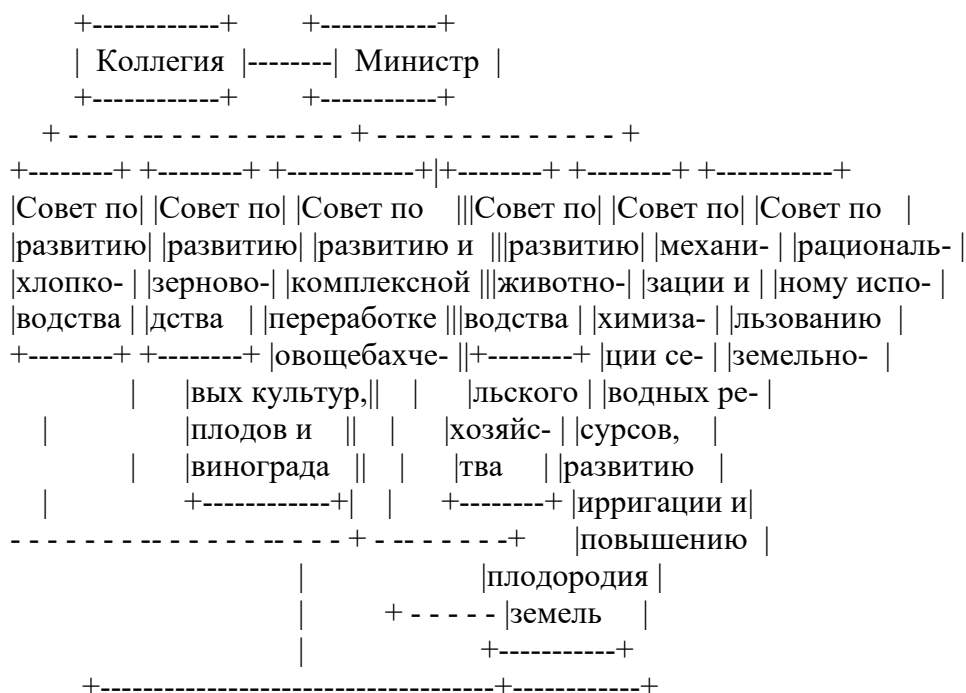 +------------+ +-----------+
| Коллегия |--------| Министр |
+------------+ +-----------+
+ - - - - -- - - - - - - -- - - - + - -- - - - - -- - - - - - +
+--------+ +--------+ +------------+|+--------+ +--------+ +-----------+
|Совет по| |Совет по| |Совет по |||Совет по| |Совет по| |Совет по |
|развитию| |развитию| |развитию и |||развитию| |механи- | |рациональ- |
|хлопко- | |зерново-| |комплексной |||животно-| |зации и | |ному испо- |
|водства | |дства | |переработке |||водства | |химиза- | |льзованию |
+--------+ +--------+ |овощебахче- ||+--------+ |ции се- | |земельно- |
| |вых культур,|| | |льского | |водных ре- |
| |плодов и || | |хозяйс- | |сурсов, |
| |винограда || | |тва | |развитию |
| +------------+| | +--------+ |ирригации и|
- - - - - - - -- - - - - - -- - - - + - -- - - - - -+ |повышению |
| |плодородия |
| + - - - - - |земель |
| +-----------+
+-------------------------------------+------------+